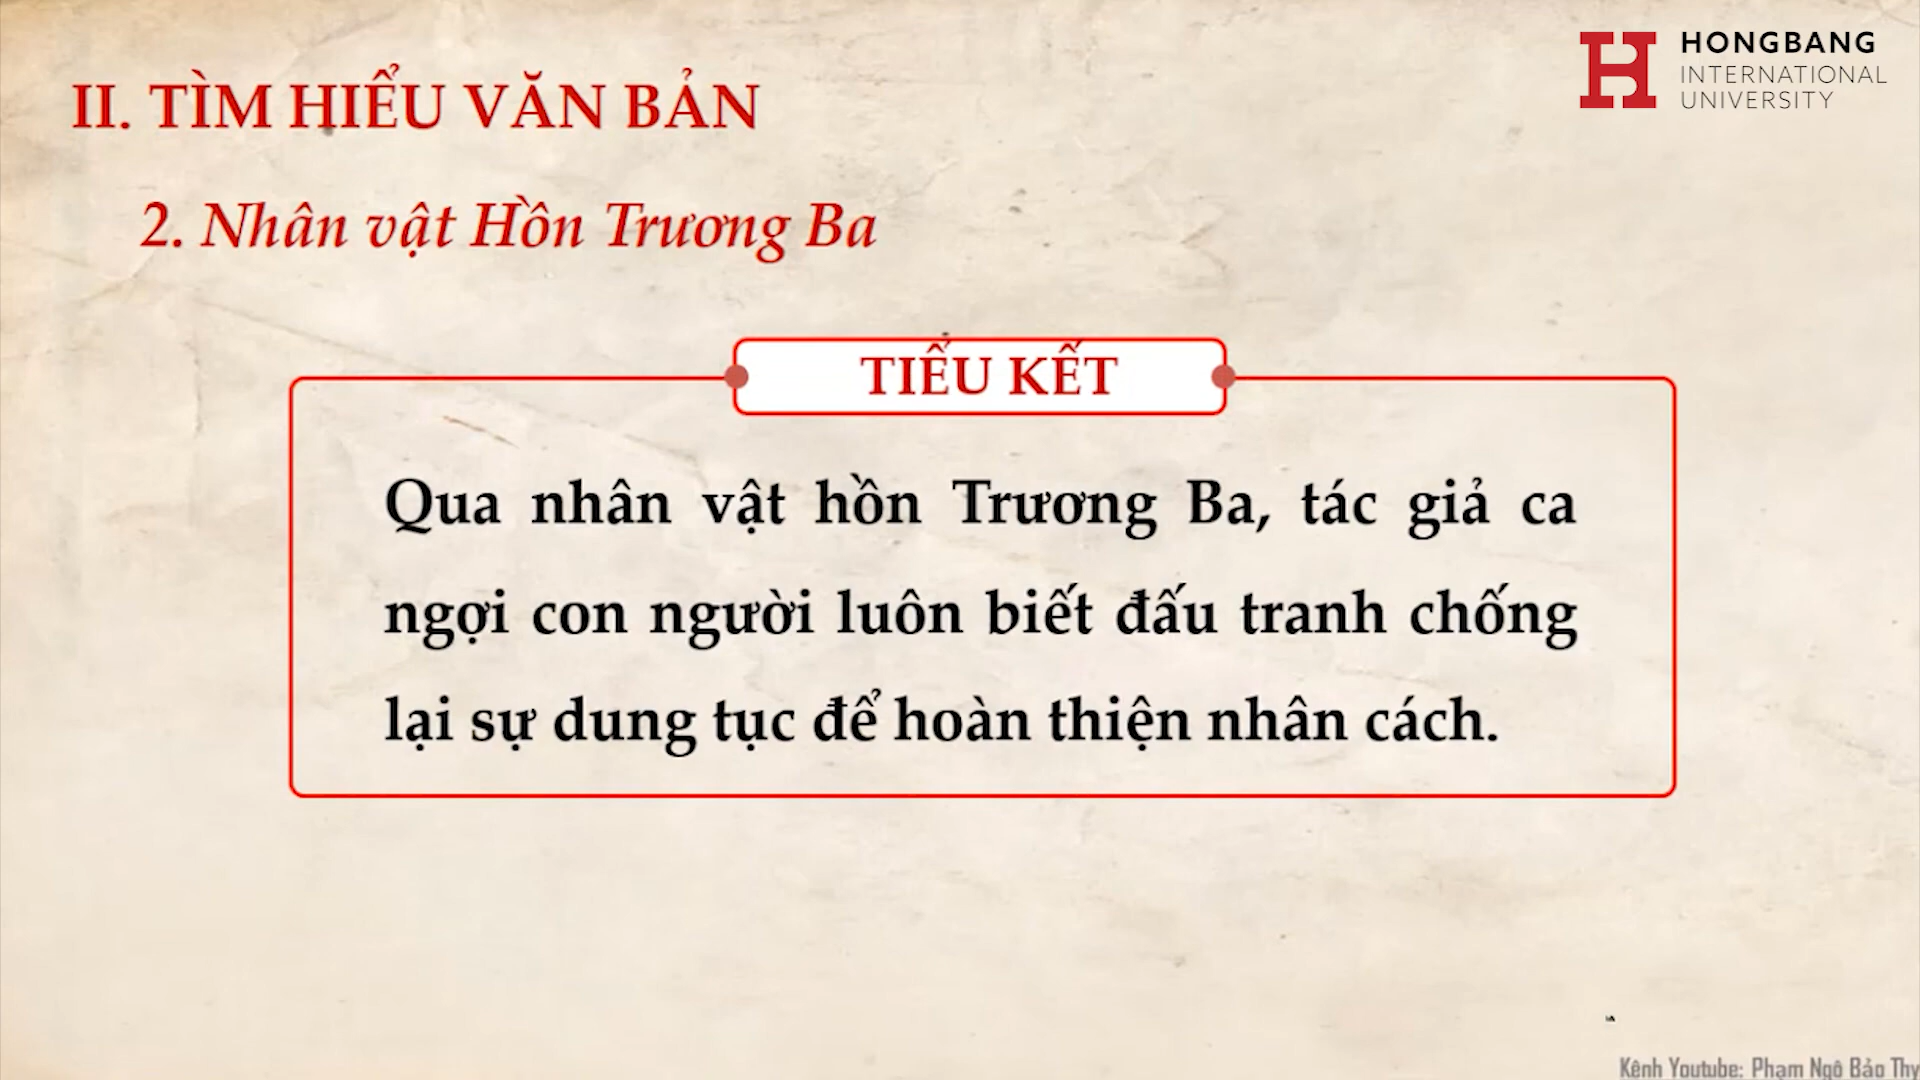 HONGBANG
INTERNATIONAL
UNIVERSITY
II. TÌM HIỂU VĂN BẢN
2. Nhân vật Hồn Trương Ba
TIỂU KẾT
Qua nhân vật hồn Trương Ba, tác giả ca
ngợi con người luôn biết đấu tranh chống
lại sự dung tục để hoàn thiện nhân cách.
Kênh Youtube: Phạm Ngô Bảo Thy